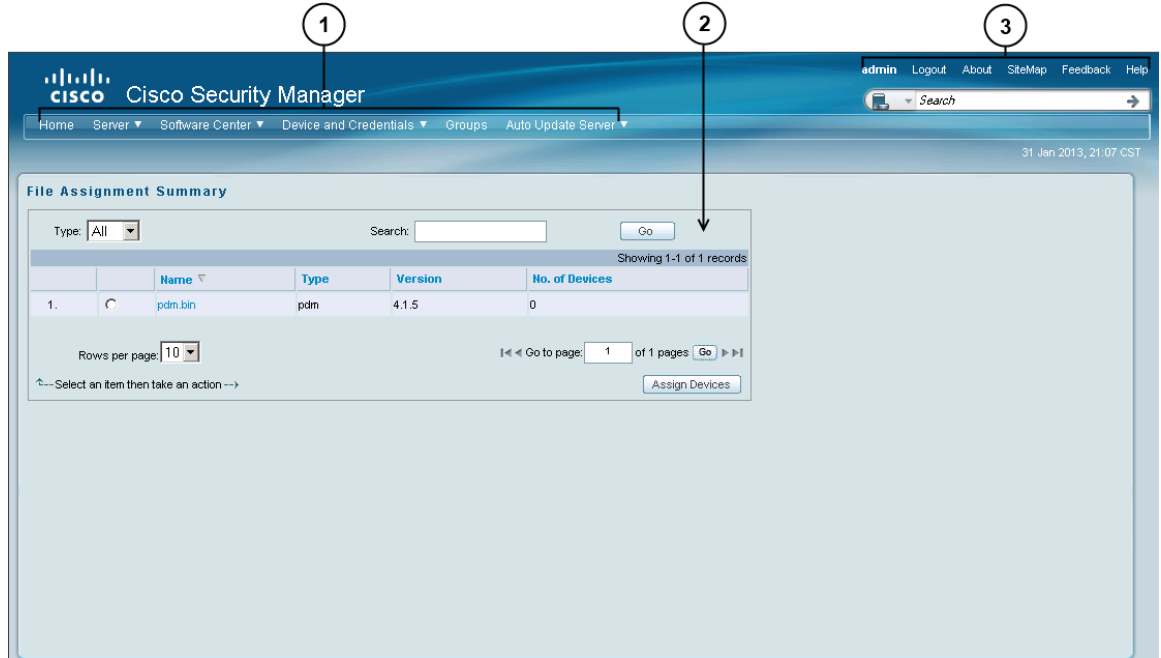 1
2
3
admin Logout About SiteMap Feedback Help
cisco Cisco Security Manager
Search
Home Server Software Center Device and Credentials Groups Auto Update Server
31 Jan 2013, 21:07 CST
File Assignment Summary
Type: All Search: Go
Showing 1-1 of 1 records
Name Type Version No. of Devices
1. pdm.bin pdm 4.1.5 0
Rows per page: 10 Go to page: 1 of 1 pages Go
Select an item then take an action -->
Assign Devices